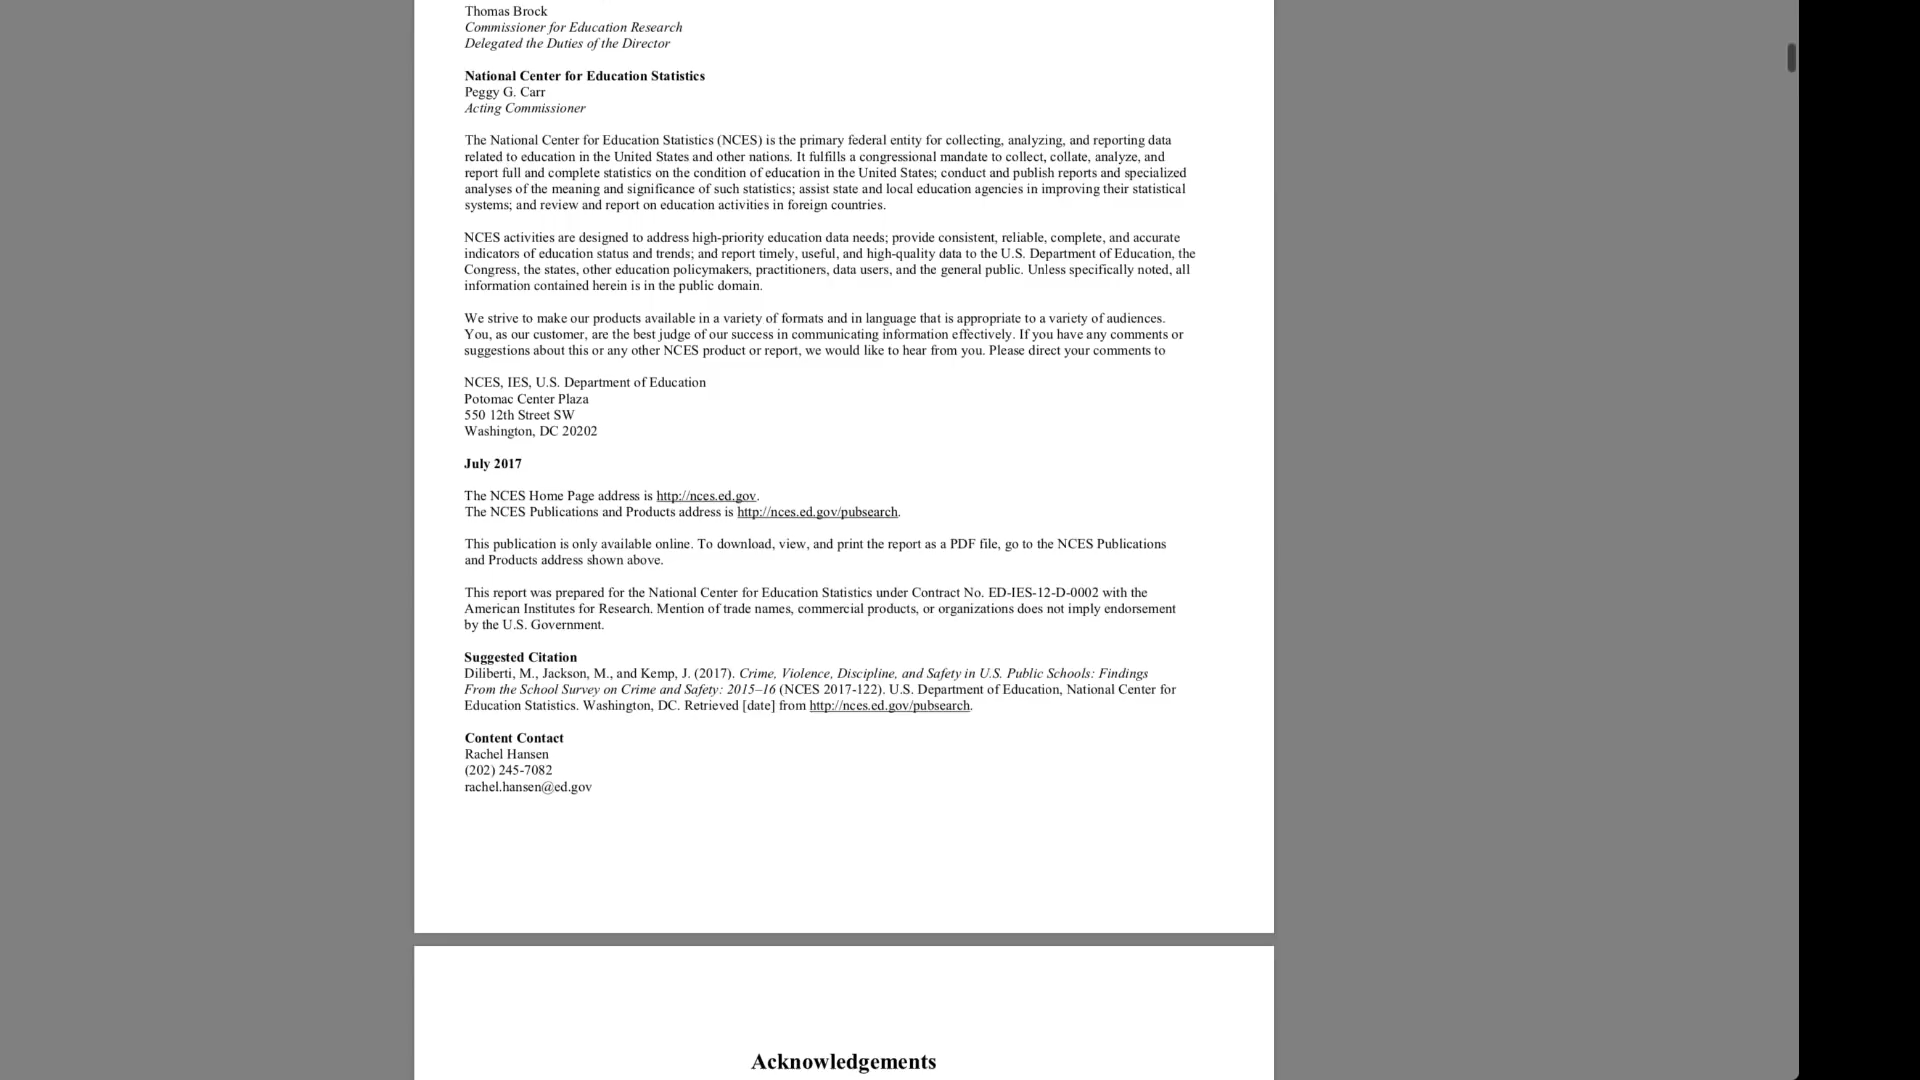 Thomas Brock
Commissioner for Education Research
Delegated the Duties of the Director
National Center for Education Statistics
Peggy G. Carr
Acting Commissioner
The National Center for Education Statistics (NCES) is the primary federal entity for collecting, analyzing, and reporting data
related to education in the United States and other nations. It fulfills a congressional mandate to collect, collate, analyze, and
report full and complete statistics on the condition of education in the United States; conduct and publish reports and specialized
analyses of the meaning and significance of such statistics; assist state and local education agencies in improving their statistical
systems; and review and report on education activities in foreign countries.
NCES activities are designed to address high-priority education data needs; provide consistent, reliable, complete, and accurate
indicators of education status and trends; and report timely, useful, and high-quality data to the U.S. Department of Education, the
Congress, the states, other education policymakers, practitioners, data users, and the general public. Unless specifically noted, all
information contained herein is in the public domain.
We strive to make our products available in a variety of formats and in language that is appropriate to a variety of audiences.
You, as our customer, are the best judge of our success in communicating information effectively. If you have any comments or
suggestions about this or any other NCES product or report, we would like to hear from you. Please direct your comments to
NCES, IES, U.S. Department of Education
Potomac Center Plaza
550 12th Street SW
Washington, DC 20202
July 2017
The NCES Home Page address is http://nces.ed.gov.
The NCES Publications and Products address is http://nces.ed.gov/pubsearch.
This publication is only available online. To download, view, and print the report as a PDF file, go to the NCES Publications
and Products address shown above.
This report was prepared for the National Center for Education Statistics under Contract No. ED-IES-12-D-0002 with the
American Institutes for Research. Mention of trade names, commercial products, or organizations does not imply endorsement
by the U.S. Government.
Suggested Citation
Diliberti, M., Jackson, M., and Kemp, J. (2017). Crime, Violence, Discipline, and Safety in U.S. Public Schools: Findings
From the School Survey on Crime and Safety: 2015–16 (NCES 2017-122). U.S. Department of Education, National Center for
Education Statistics. Washington, DC. Retrieved [date] from http://nces.ed.gov/pubsearch.
Content Contact
Rachel Hansen
(202) 245-7082
rachel.hansen@ed.gov
Acknowledgements